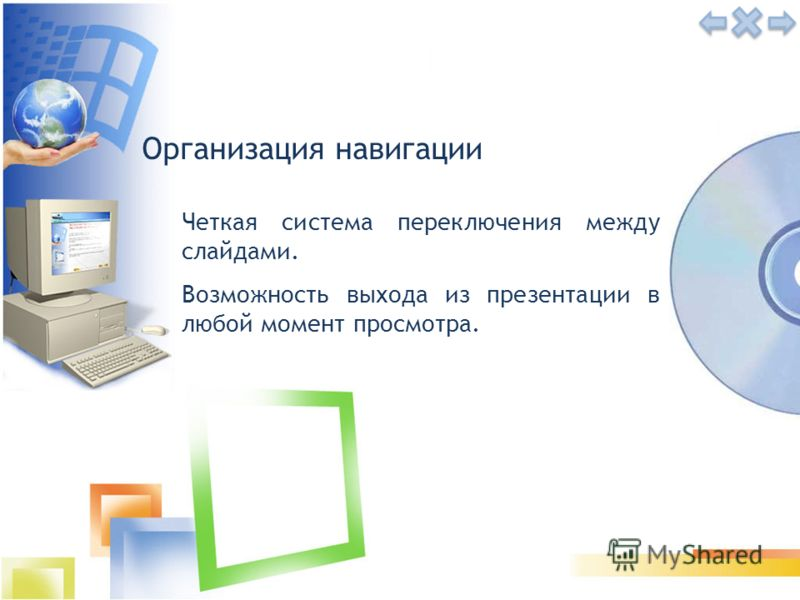 Организация навигации
Четкая система переключения между
слайдами.
Возможность выхода из презентации в
любой момент просмотра.
MyShared